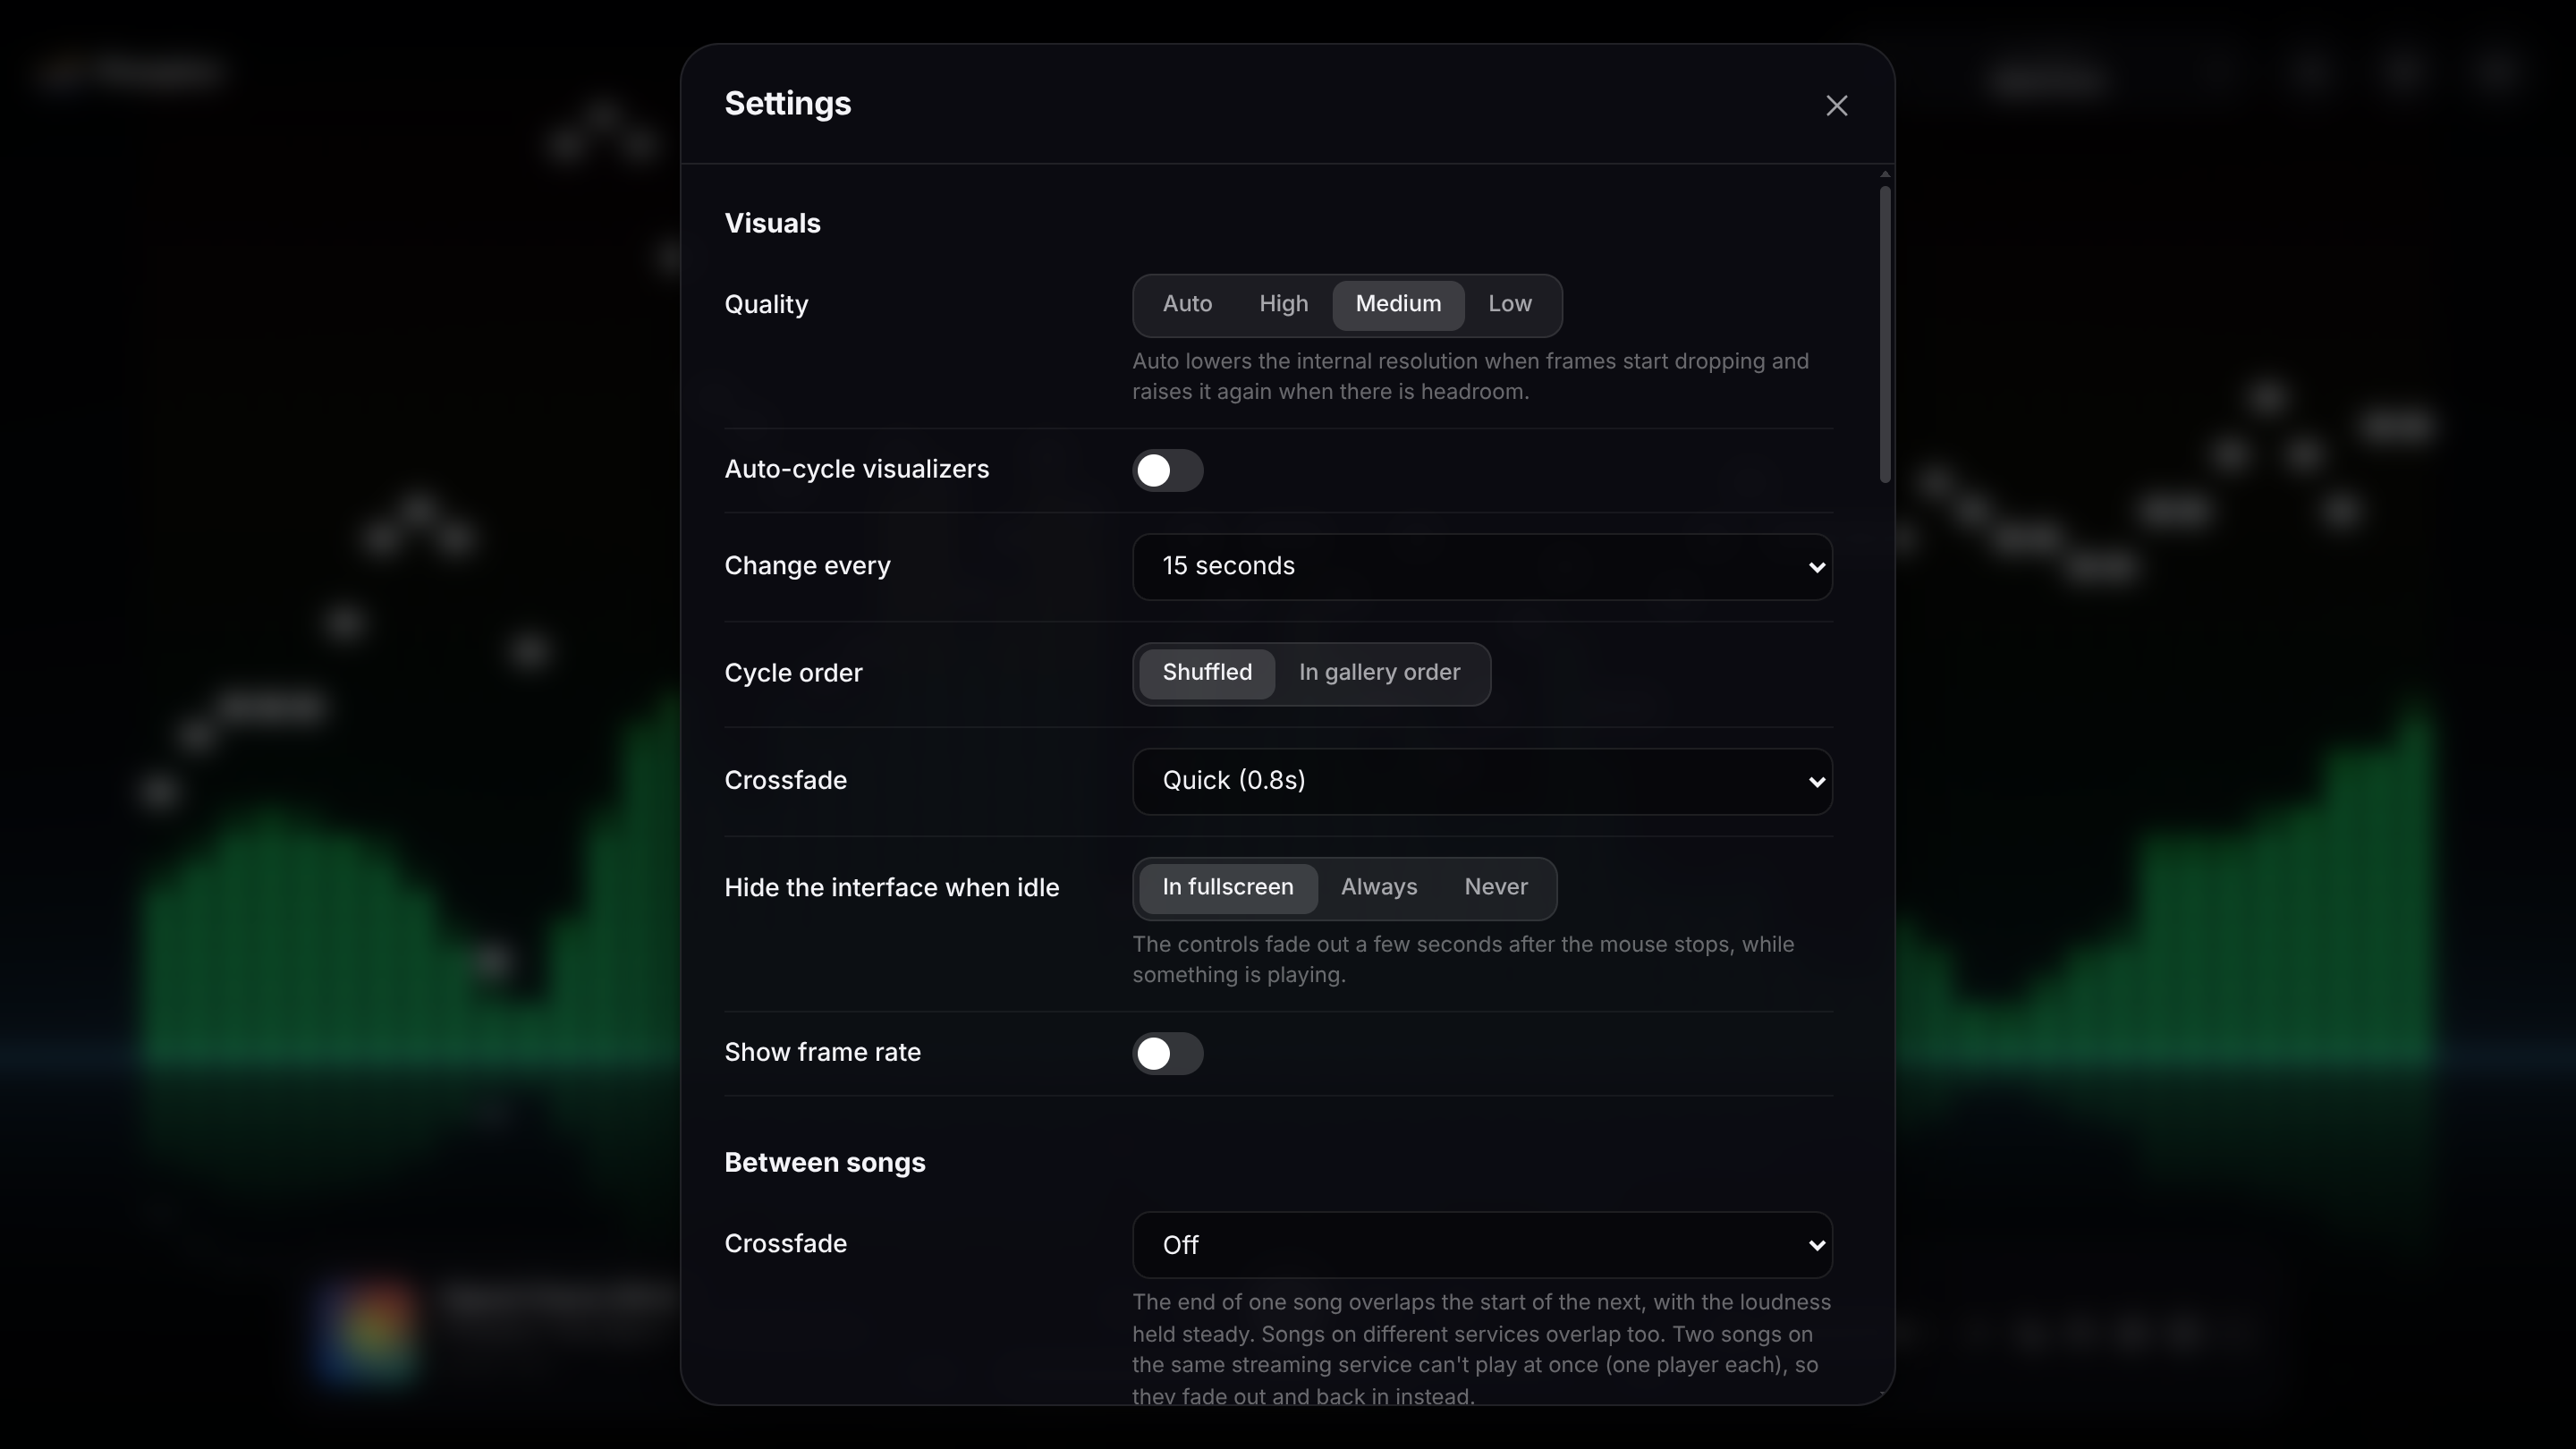 Settings
Visuals
Quality
Auto High Medium Low
Auto lowers the internal resolution when frames start dropping and
raises it again when there is headroom.
Auto-cycle visualizers
Change every
15 seconds
Cycle order
Shuffled In gallery order
Crossfade
Quick (0.8s)
Hide the interface when idle
In fullscreen Always Never
The controls fade out a few seconds after the mouse stops, while
something is playing.
Show frame rate
Between songs
Crossfade
Off
The end of one song overlaps the start of the next, with the loudness
held steady. Songs on different services overlap too. Two songs on
the same streaming service can't play at once (one player each), so
they fade out and back in instead.